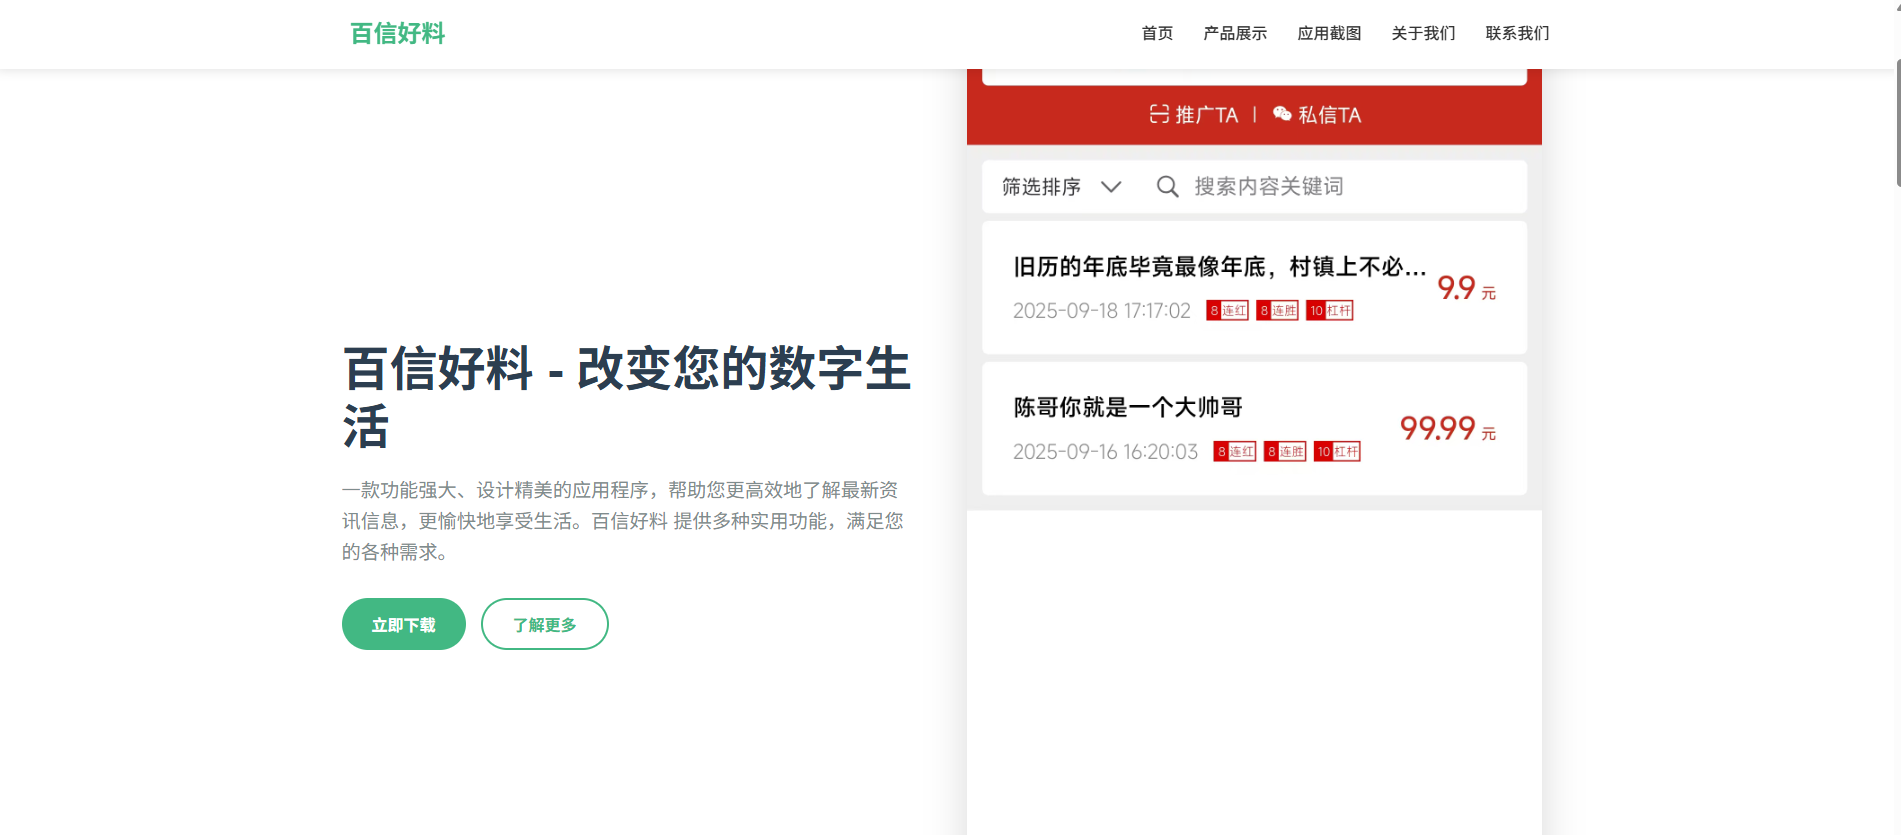 百信好料
首页 产品展示 应用截图 关于我们 联系我们
推广TA | 私信TA
筛选排序 搜索内容关键词
旧历的年底毕竟最像年底，村镇上不必...
9.9 元
2025-09-18 17:17:02 8 连红 8 连胜 10 杠杆
陈哥你就是一个大帅哥
99.99 元
2025-09-16 16:20:03 8 连红 8 连胜 10 杠杆
百信好料 - 改变您的数字生
活
一款功能强大、设计精美的应用程序，帮助您更高效地了解最新资
讯信息，更愉快地享受生活。百信好料 提供多种实用功能，满足您
的各种需求。
立即下载 了解更多